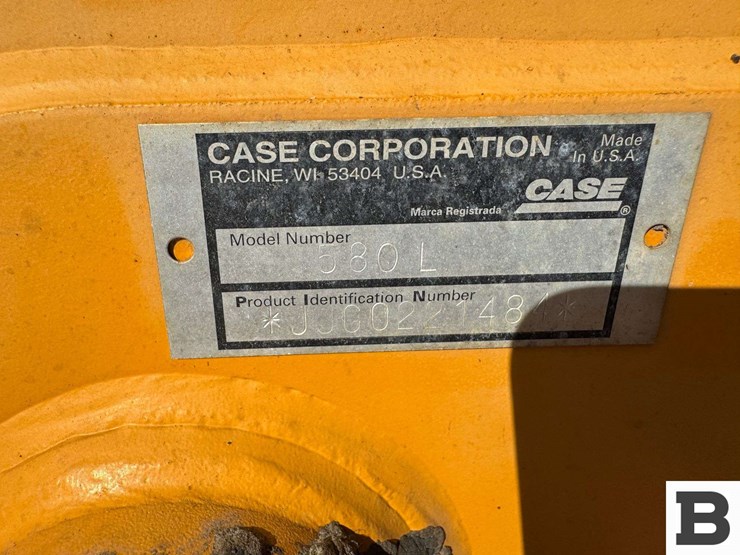 CASE CORPORATION
RACINE, WI 53404 U.S.A.
Made
In U.S.A.
CASE
Marca Registrada ®
Model Number
580 L
Product Identification Number
B